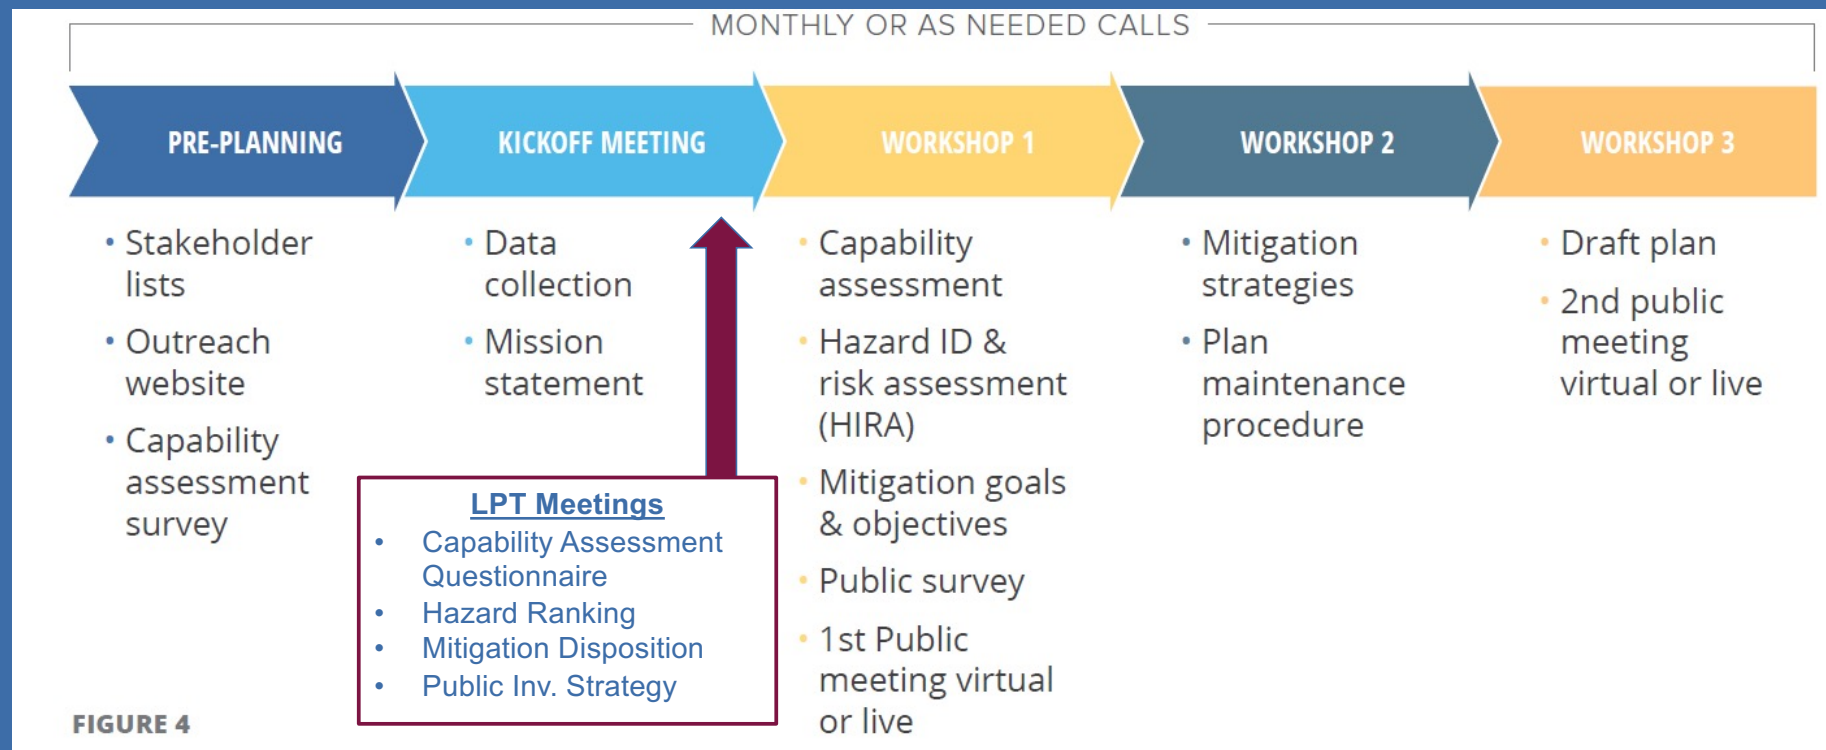 MONTHLY OR AS NEEDED CALLS
PRE-PLANNING
KICKOFF MEETING
WORKSHOP 1
WORKSHOP 2
WORKSHOP 3
• Stakeholder
lists
• Outreach
website
• Capability
assessment
survey
• Data
collection
• Mission
statement
LPT Meetings
• Capability Assessment
Questionnaire
• Hazard Ranking
• Mitigation Disposition
• Public Inv. Strategy
• Capability
assessment
• Hazard ID &
risk assessment
(HIRA)
• Mitigation goals
& objectives
• Public survey
• 1st Public
meeting virtual
or live
• Mitigation
strategies
• Plan
maintenance
procedure
• Draft plan
• 2nd public
meeting
virtual or live
FIGURE 4